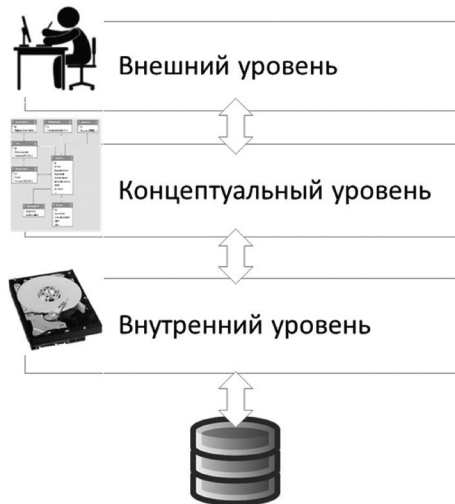 Внешний уровень
Концептуальный уровень
Внутренний уровень